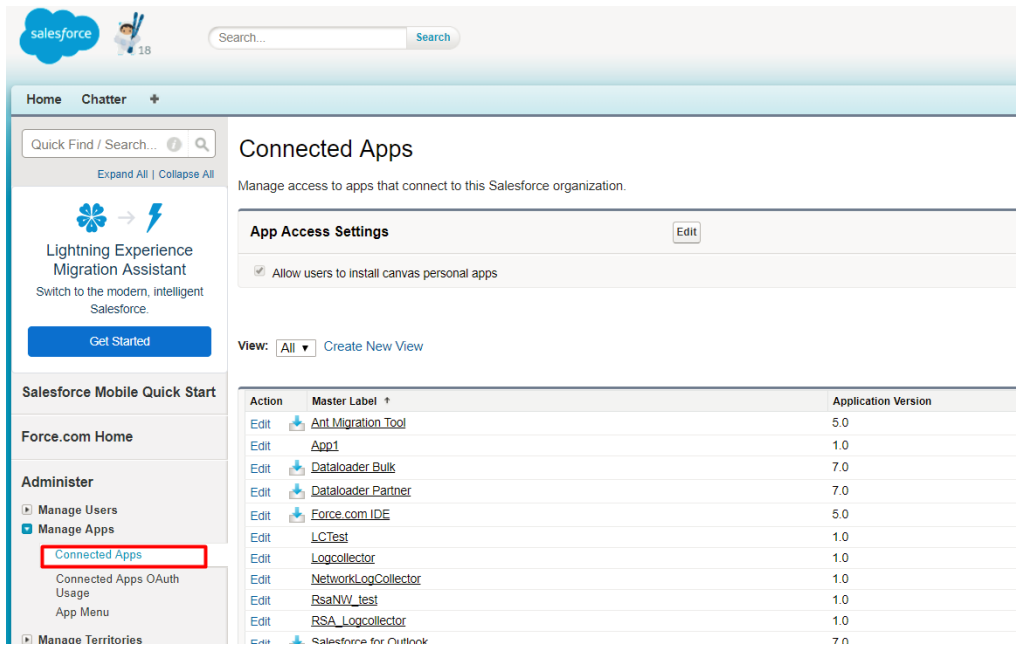 salesforce
18
Search...
Search
Home Chatter +
Quick Find / Search...
Expand All | Collapse All
Lightning Experience
Migration Assistant
Switch to the modern, intelligent
Salesforce.
Get Started
Salesforce Mobile Quick Start
Force.com Home
Administer
Manage Users
Manage Apps
Connected Apps
Connected Apps OAuth
Usage
App Menu
Manage Territories
Connected Apps
Manage access to apps that connect to this Salesforce organization.
App Access Settings Edit
Allow users to install canvas personal apps
View: All Create New View
Action Master Label Application Version
Edit Ant Migration Tool 5.0
Edit App1 1.0
Edit Dataloader Bulk 7.0
Edit Dataloader Partner 7.0
Edit Force.com IDE 5.0
Edit LCTest 1.0
Edit Logcollector 1.0
Edit NetworkLogCollector 1.0
Edit RsaNW_test 1.0
Edit RSA_Logcollector 1.0
Edit Salesforce for Outlook 7.0